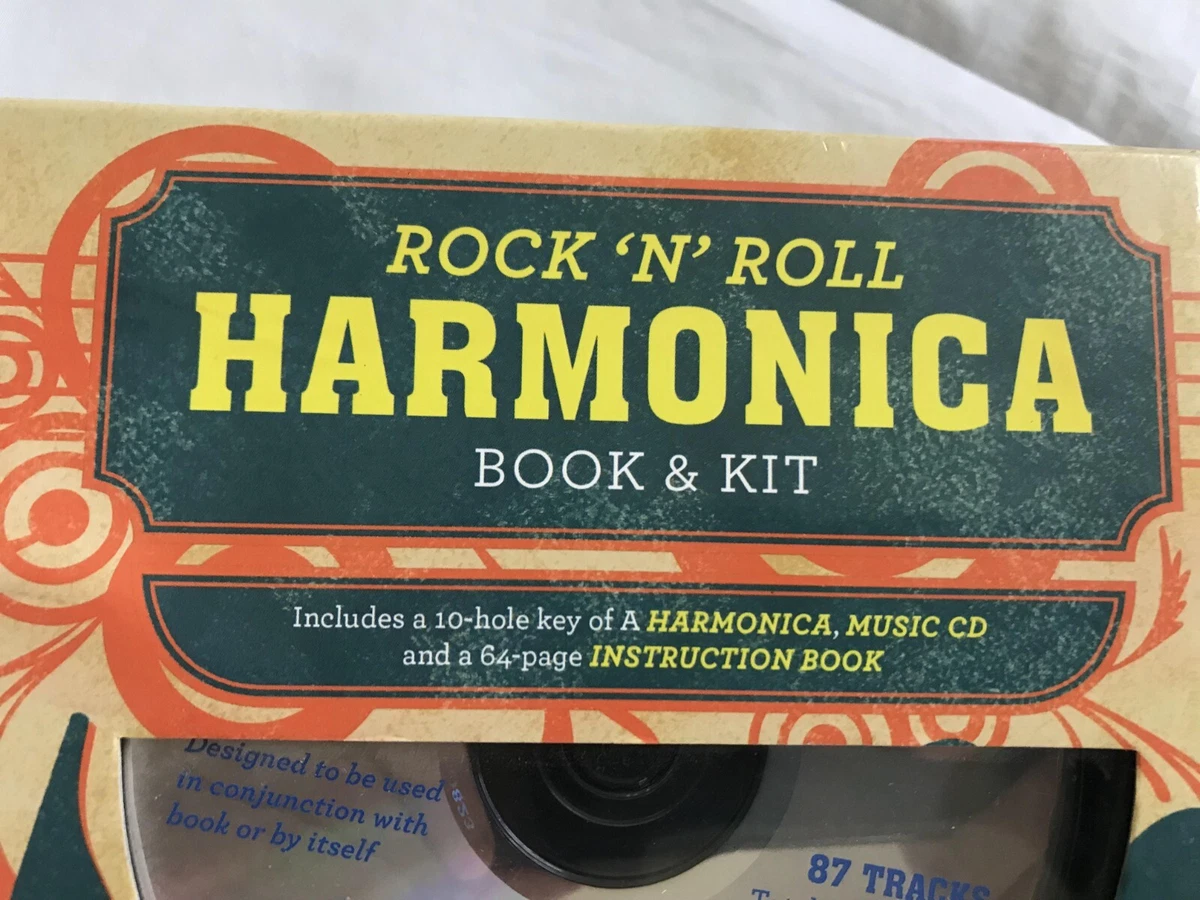 ROCK ‘N’ ROLL
HARMONICA
BOOK & KIT
Includes a 10-hole key of A HARMONICA, MUSIC CD
and a 64-page INSTRUCTION BOOK
Designed to be used
in conjunction with
book or by itself
87 TRACKS